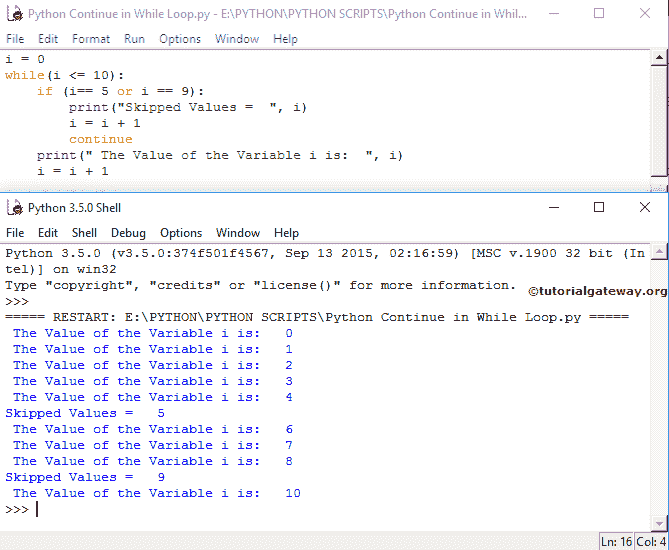 Python Continue in While Loop.py - E:\PYTHON\PYTHON SCRIPTS\Python Continue in Whil...
File Edit Format Run Options Window Help
i = 0
while(i <= 10):
    if (i== 5 or i == 9):
        print("Skipped Values =  ", i)
        i = i + 1
        continue
    print(" The Value of the Variable i is:  ", i)
    i = i + 1
Python 3.5.0 Shell
File Edit Shell Debug Options Window Help
Python 3.5.0 (v3.5.0:374f501f4567, Sep 13 2015, 02:16:59) [MSC v.1900 32 bit (In
tel)] on win32
Type "copyright", "credits" or "license()" for more information.
©tutorialgateway.org
>>>
===== RESTART: E:\PYTHON\PYTHON SCRIPTS\Python Continue in While Loop.py =====
 The Value of the Variable i is:   0
 The Value of the Variable i is:   1
 The Value of the Variable i is:   2
 The Value of the Variable i is:   3
 The Value of the Variable i is:   4
Skipped Values =   5
 The Value of the Variable i is:   6
 The Value of the Variable i is:   7
 The Value of the Variable i is:   8
Skipped Values =   9
 The Value of the Variable i is:   10
>>>
Ln: 16 Col: 4